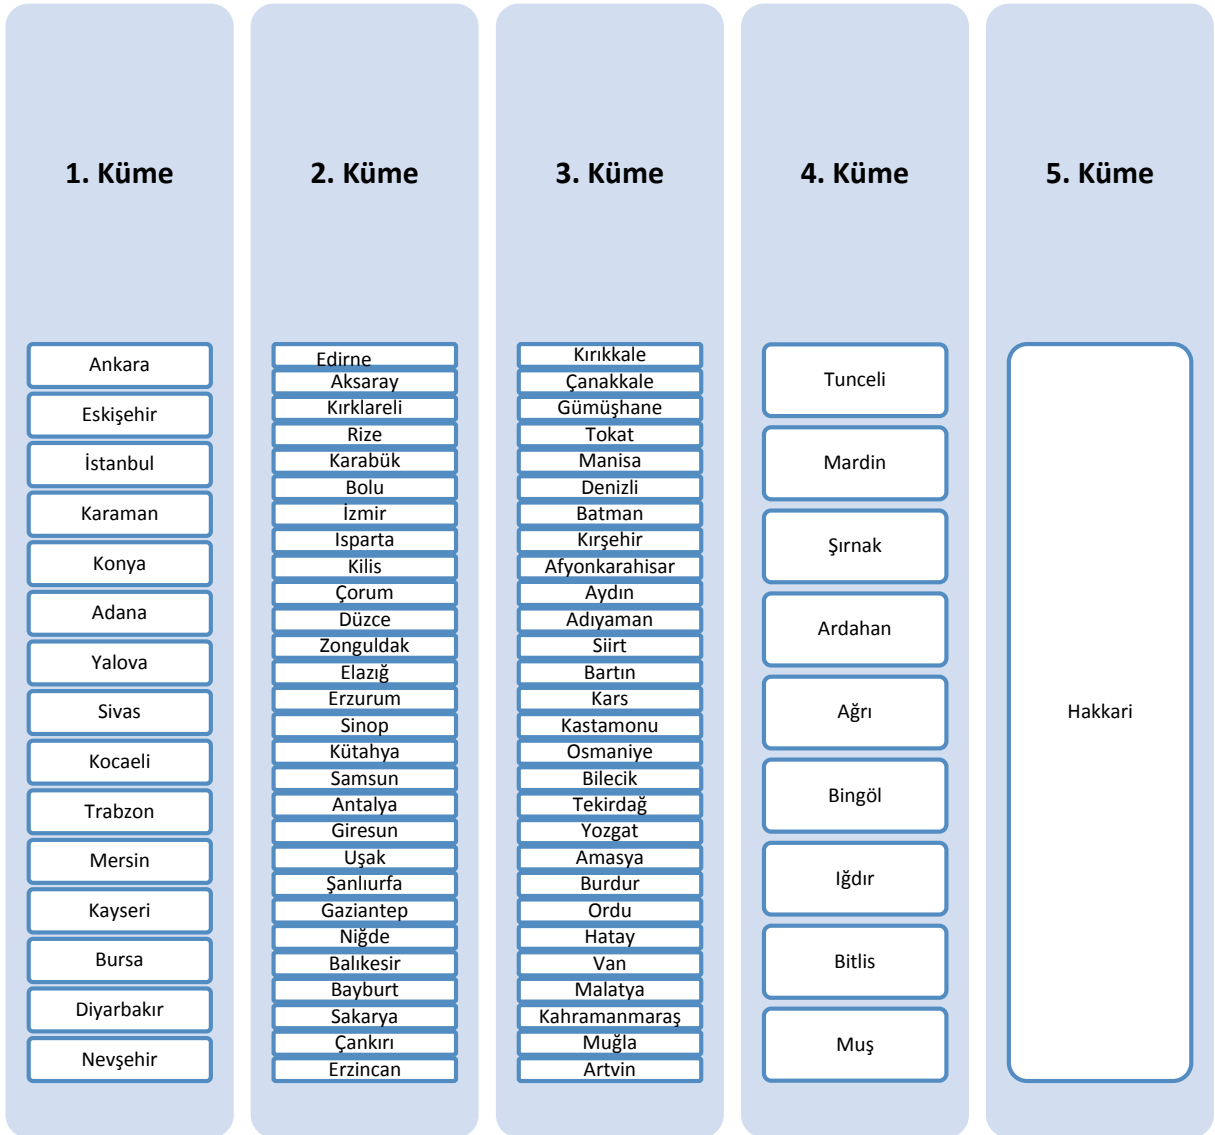 1. Küme
Ankara
Eskişehir
İstanbul
Karaman
Konya
Adana
Yalova
Sivas
Kocaeli
Trabzon
Mersin
Kayseri
Bursa
Diyarbakır
Nevşehir
2. Küme
Edirne
Aksaray
Kırklareli
Rize
Karabük
Bolu
İzmir
Isparta
Kilis
Çorum
Düzce
Zonguldak
Elazığ
Erzurum
Sinop
Kütahya
Samsun
Antalya
Giresun
Uşak
Şanlıurfa
Gaziantep
Niğde
Balıkesir
Bayburt
Sakarya
Çankırı
Erzincan
3. Küme
Kırıkkale
Çanakkale
Gümüşhane
Tokat
Manisa
Denizli
Batman
Kırşehir
Afyonkarahisar
Aydın
Adıyaman
Siirt
Bartın
Kars
Kastamonu
Osmaniye
Bilecik
Tekirdağ
Yozgat
Amasya
Burdur
Ordu
Hatay
Van
Malatya
Kahramanmaraş
Muğla
Artvin
4. Küme
Tunceli
Mardin
Şırnak
Ardahan
Ağrı
Bingöl
Iğdır
Bitlis
Muş
5. Küme
Hakkari